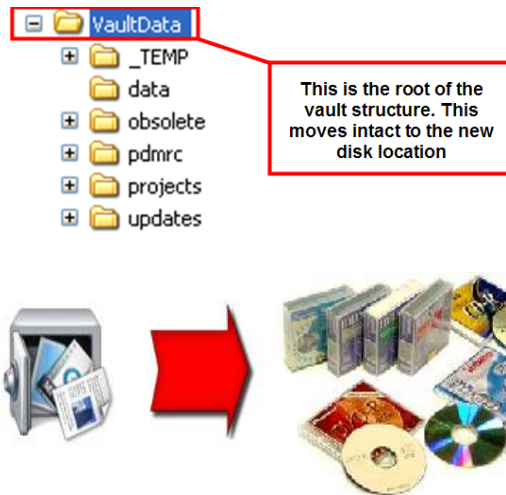 VaultData
_TEMP
data
obsolete
pdmrc
projects
updates
This is the root of the
vault structure. This
moves intact to the new
disk location